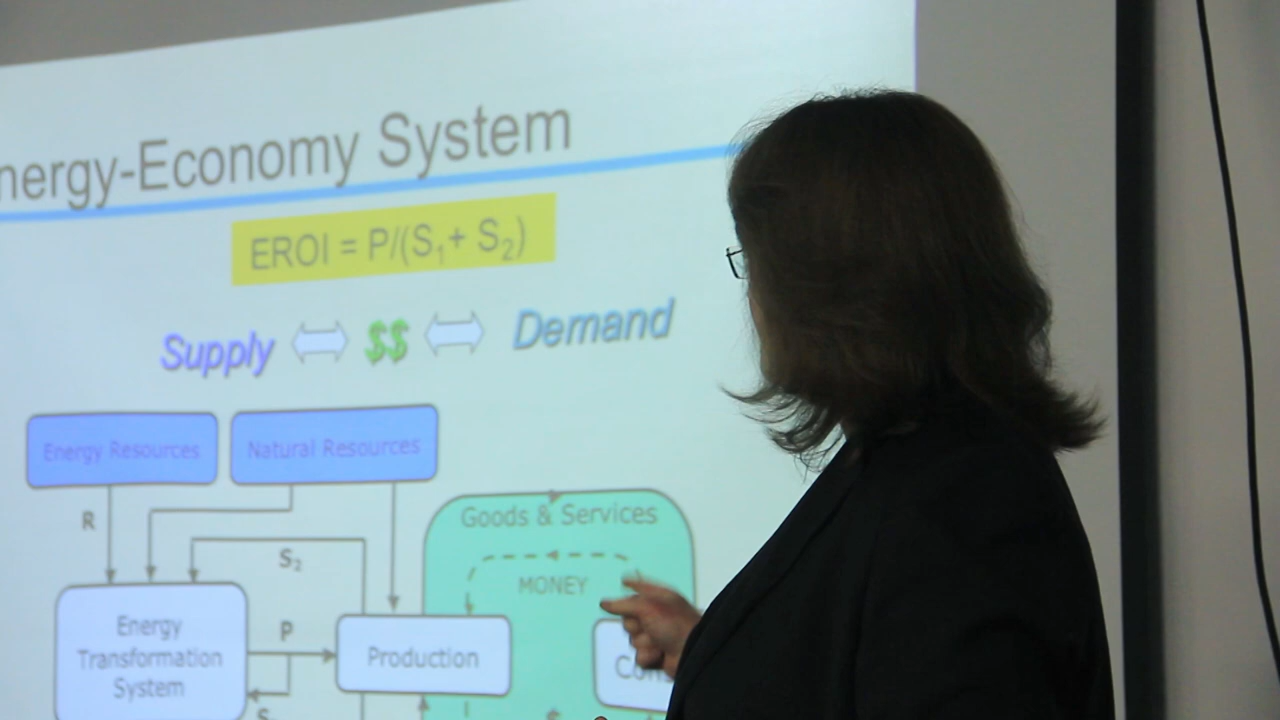 nergy-Economy System
EROI = P/(S₁+ S₂)
Supply $$ Demand
Energy Resources
Natural Resources
Goods & Services
R
S₂
MONEY
Energy
Transformation
System
P
Production
Con
S
$